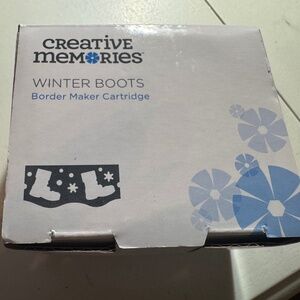 CREATIVE
MEMORIES
WINTER BOOTS
Border Maker Cartridge